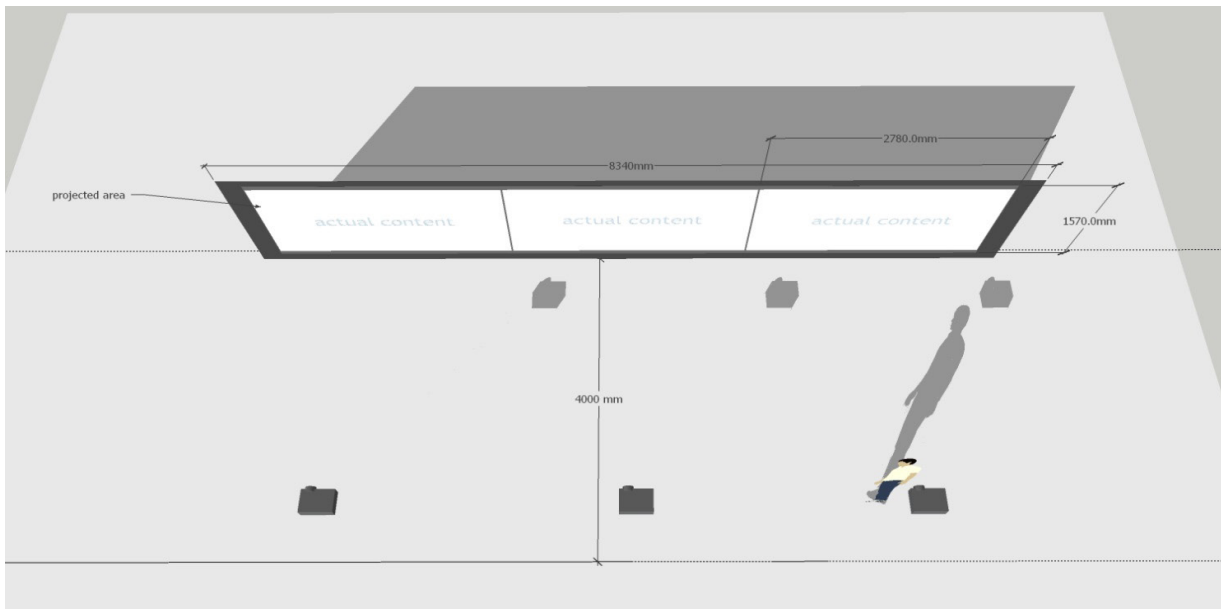 2780.0mm
8340mm
projected area
actual content actual content actual content
1570.0mm
4000 mm